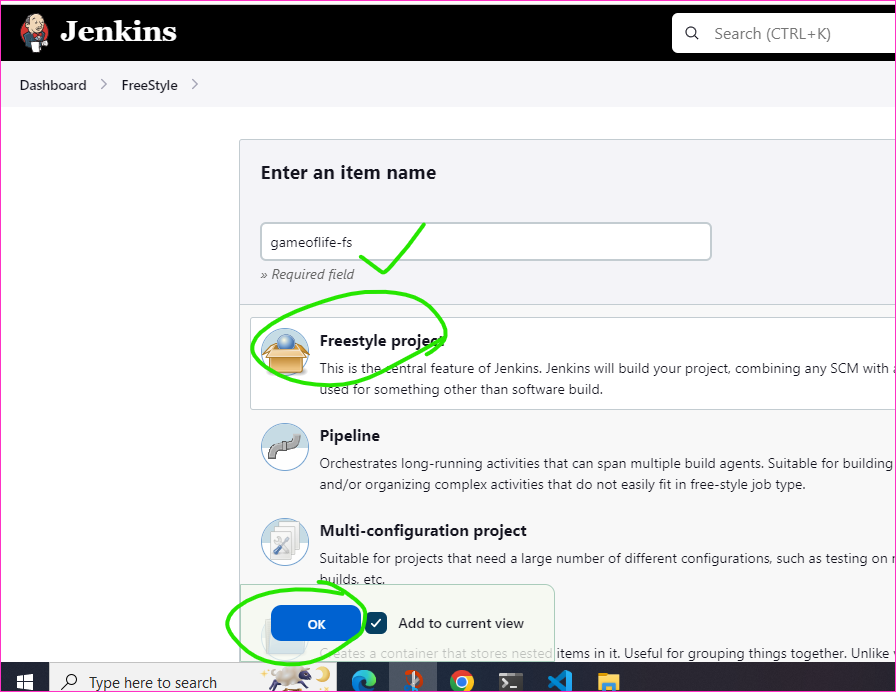 Jenkins
Search (CTRL+K)
Dashboard > FreeStyle >
Enter an item name
gameoflife-fs
» Required field
Freestyle project
This is the central feature of Jenkins. Jenkins will build your project, combining any SCM with
used for something other than software build.
Pipeline
Orchestrates long-running activities that can span multiple build agents. Suitable for building
and/or organizing complex activities that do not easily fit in free-style job type.
Multi-configuration project
Suitable for projects that need a large number of different configurations, such as testing on
builds, etc.
OK
Add to current view
Creates a container that stores nested items in it. Useful for grouping things together. Unlike
Type here to search